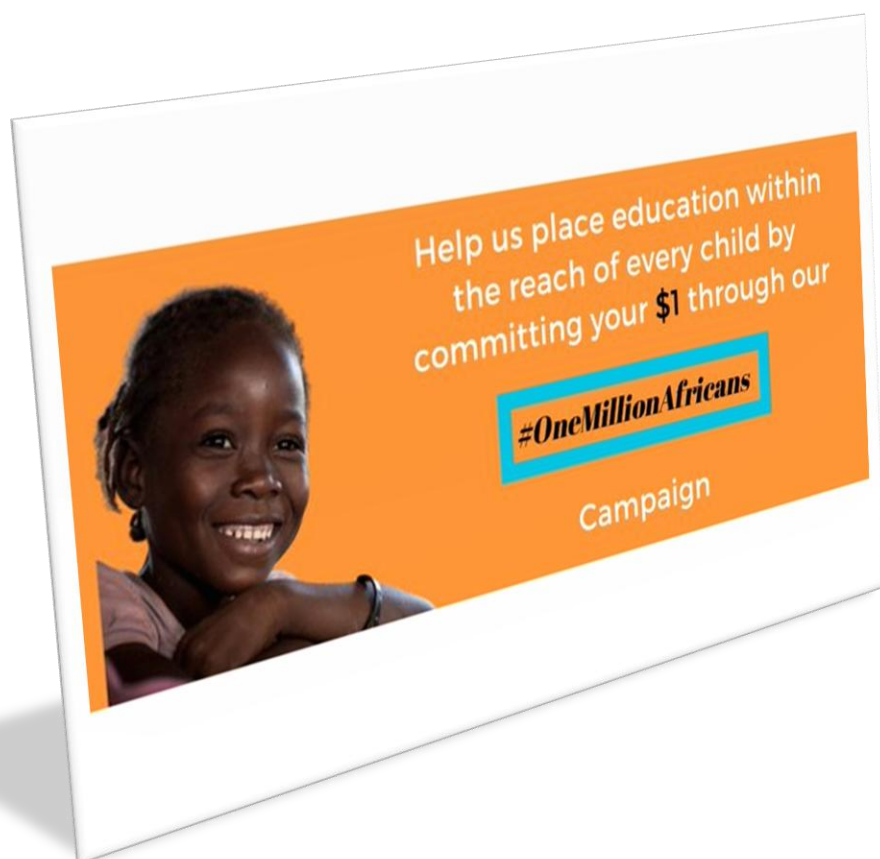 Help us place education within
the reach of every child by
committing your $1 through our
#OneMillionAfricans
Campaign